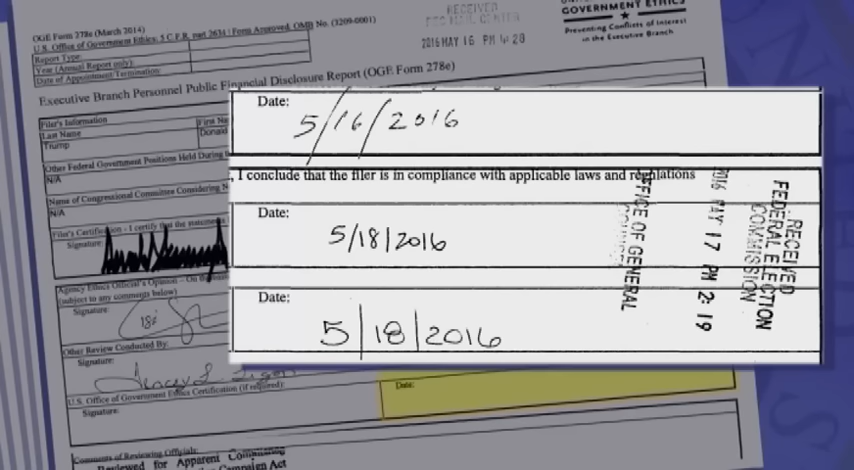 OGE Form 278e (March 2014)
U.S. Office of Government Ethics; 5 C.F.R. part 2634 | Form Approved: OMB No. (3209-0001)
Report Type:
Year (Annual Report only):
Date of Appointment/Termination:
RECEIVED
2016 MAY 16 PM 4:28
GOVERNMENT ETHICS
Preventing Conflicts of Interest
in the Executive Branch
Executive Branch Personnel Public Financial Disclosure Report (OGE Form 278e)
Filer's Information
Last Name
First Na
Trump
Donald
Other Federal Government Positions Held During
N/A
Name of Congressional Committee Considering N
N/A
Filer's Certification - I certify that the statements
Signature:
Agency Ethics Official's Opinion - On the
(subject to any comments below)
Signature:
Other Review Conducted By:
Signature:
U.S. Office of Government Ethics Certification (if required):
Signature:
Date:
Comments of Reviewing Officials:
Reviewed for Apparent
Campaign Act
Date:
5/16/2016
, I conclude that the filer is in compliance with applicable laws and regulations
Date:
5/18/2016
Date:
5/18/2016
RECEIVED
FEDERAL ELECTION
COMMISSION
2016 MAY 17 PM 2:19
OFFICE OF GENERAL